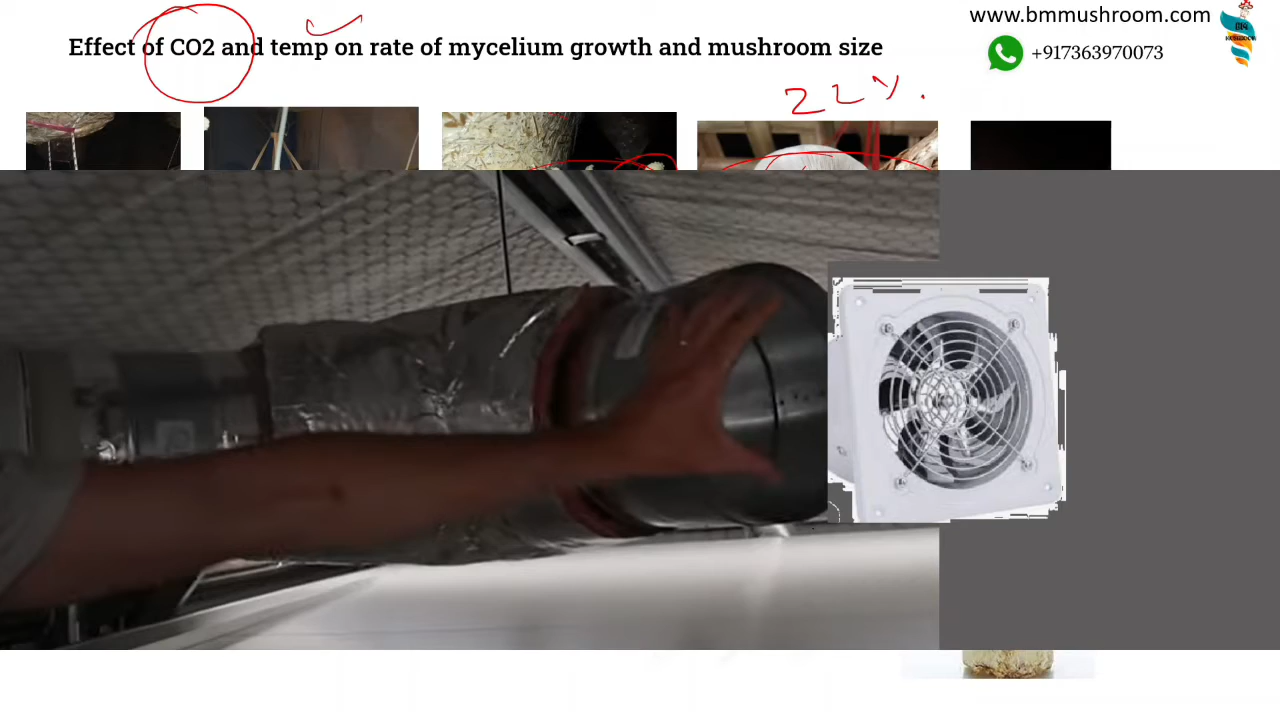 www.bmmushroom.com
Effect of CO2 and temp on rate of mycelium growth and mushroom size
+917363970073